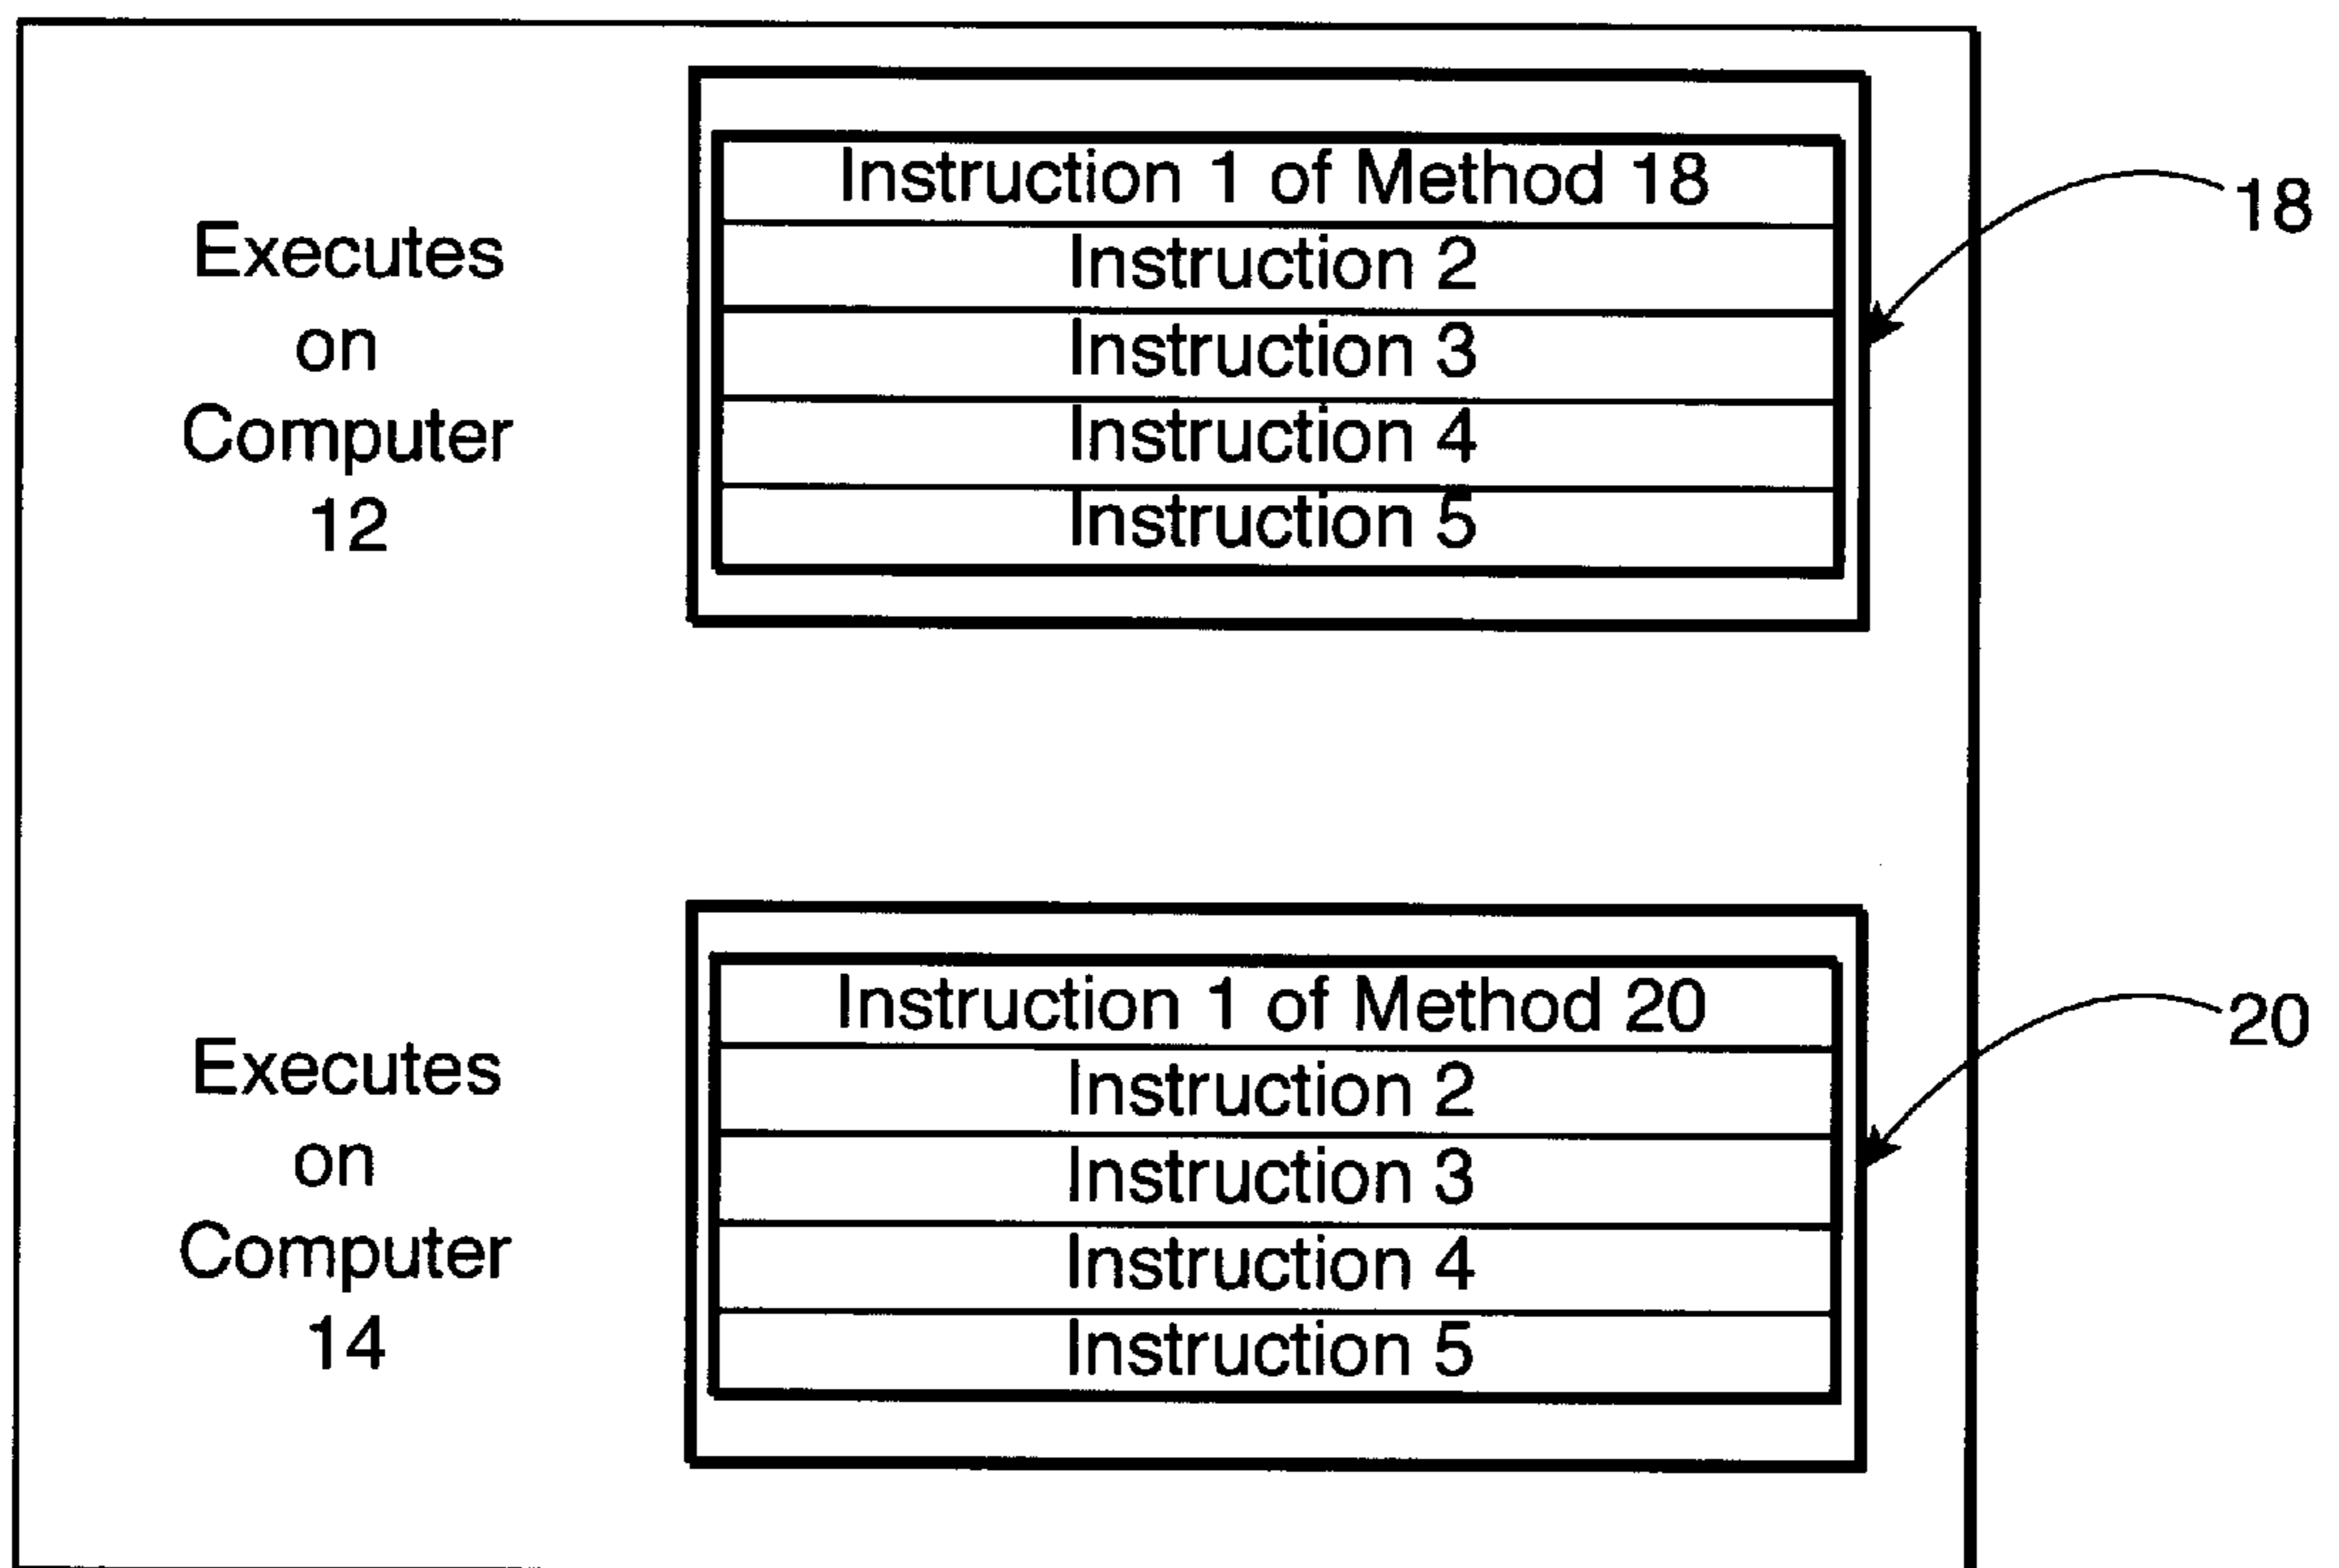 Executes
on
Computer
12
Instruction 1 of Method 18
Instruction 2
Instruction 3
Instruction 4
Instruction 5
18
Executes
on
Computer
14
Instruction 1 of Method 20
Instruction 2
Instruction 3
Instruction 4
Instruction 5
20